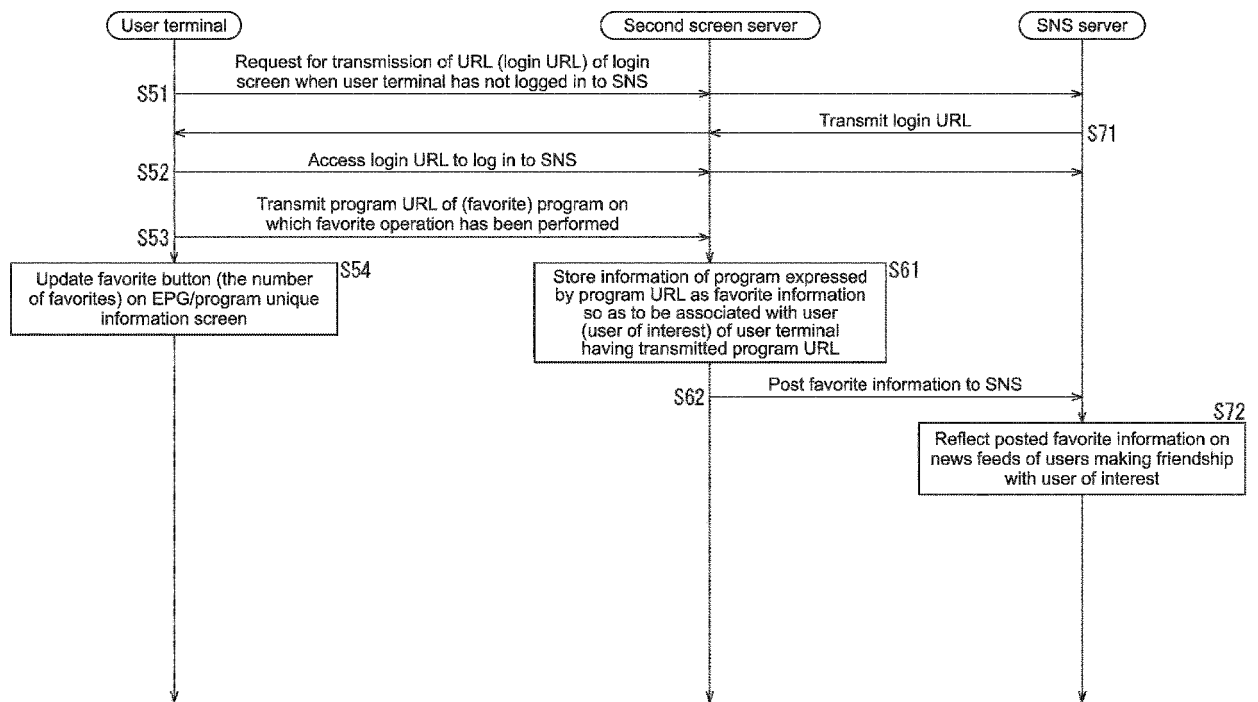 User terminal
Second screen server
SNS server
Request for transmission of URL (login URL) of login
screen when user terminal has not logged in to SNS
S51
Transmit login URL
S71
Access login URL to log in to SNS
S52
Transmit program URL of (favorite) program on
which favorite operation has been performed
S53
S54
Update favorite button (the number
of favorites) on EPG/program unique
information screen
S61
Store information of program expressed
by program URL as favorite information
so as to be associated with user
(user of interest) of user terminal
having transmitted program URL
Post favorite information to SNS
S62
S72
Reflect posted favorite information on
news feeds of users making friendship
with user of interest